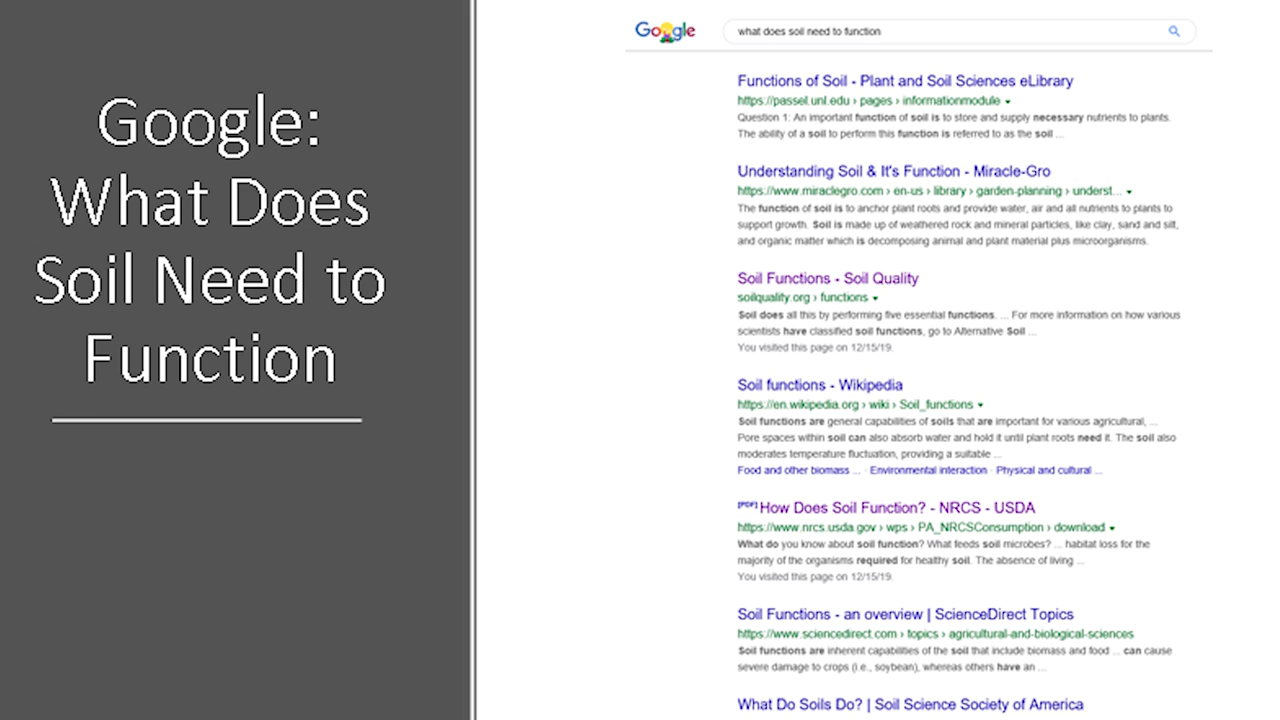 Google:
What Does
Soil Need to
Function
Google
what does soil need to function
Functions of Soil - Plant and Soil Sciences eLibrary
https://passel.unl.edu › pages › informationmodule
Question 1: An important function of soil is to store and supply necessary nutrients to plants.
The ability of a soil to perform this function is referred to as the soil ...
Understanding Soil & It's Function - Miracle-Gro
https://www.miraclegro.com › en-us › library › garden-planning › underst...
The function of soil is to anchor plant roots and provide water, air and all nutrients to plants to
support growth. Soil is made up of weathered rock and mineral particles, like clay, sand and silt,
and organic matter which is decomposing animal and plant material plus microorganisms.
Soil Functions - Soil Quality
soilquality.org › functions
Soil does all this by performing five essential functions. ... For more information on how various
scientists have classified soil functions, go to Alternative Soil ...
You visited this page on 12/15/19.
Soil functions - Wikipedia
https://en.wikipedia.org › wiki › Soil_functions
Soil functions are general capabilities of soils that are important for various agricultural, ...
Pore spaces within soil can also absorb water and hold it until plant roots need it. The soil also
moderates temperature fluctuation, providing a suitable ...
Food and other biomass ... · Environmental interaction · Physical and cultural ...
[PDF] How Does Soil Function? - NRCS - USDA
https://www.nrcs.usda.gov › wps › PA_NRCSConsumption › download
What do you know about soil function? What feeds soil microbes? ... habitat loss for the
majority of the organisms required for healthy soil. The absence of living ...
You visited this page on 12/15/19.
Soil Functions - an overview | ScienceDirect Topics
https://www.sciencedirect.com › topics › agricultural-and-biological-sciences
Soil functions are inherent capabilities of the soil that include biomass and food ... can cause
severe damage to crops (i.e., soybean), whereas others have an ...
What Do Soils Do? | Soil Science Society of America